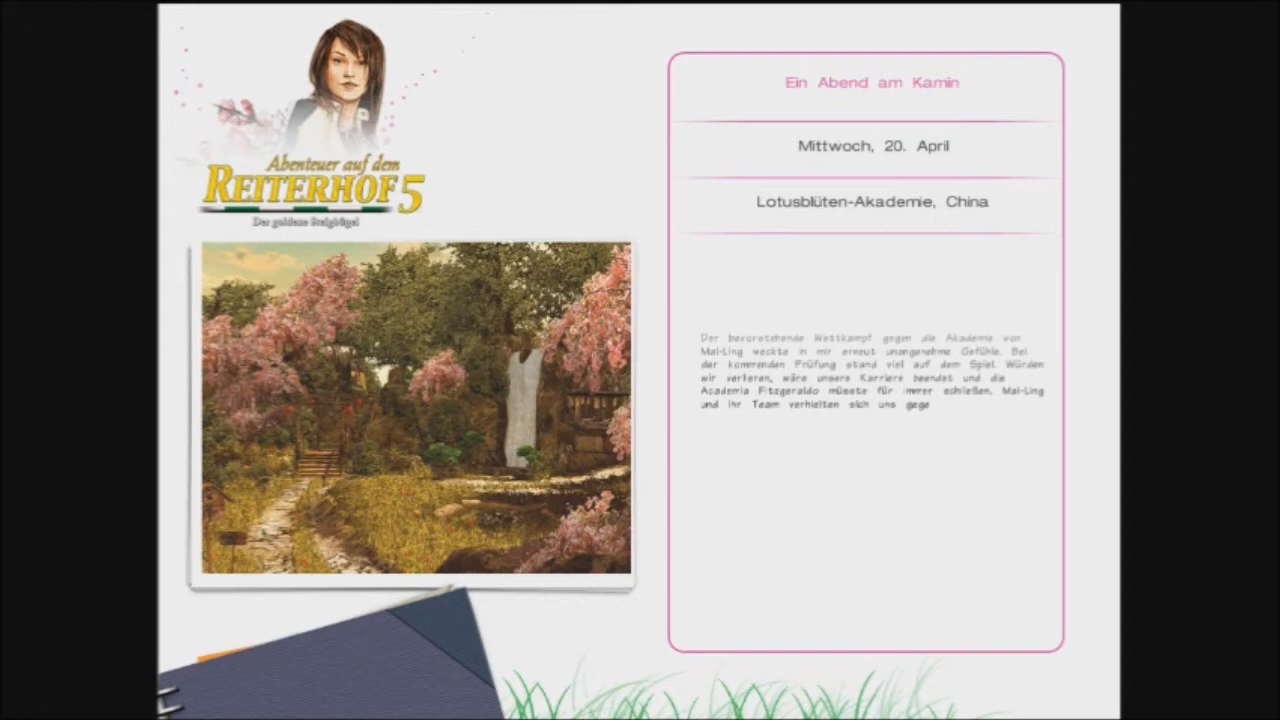 Abenteuer auf dem
REITERHOF 5
Der goldene Steigbügel
Ein Abend am Kamin
Mittwoch, 20. April
Lotusblüten-Akademie, China
Der bevorstehende Wettkampf gegen die Akademie von
Mai-Ling weckte in mir erneut unangenehme Gefühle. Bei
der kommenden Prüfung stand viel auf dem Spiel. Würden
wir verlieren, wäre unsere Karriere beendet und die
Academia Fitzgeraldo müsste für immer schließen. Mai-Ling
und ihr Team verhielten sich uns gege